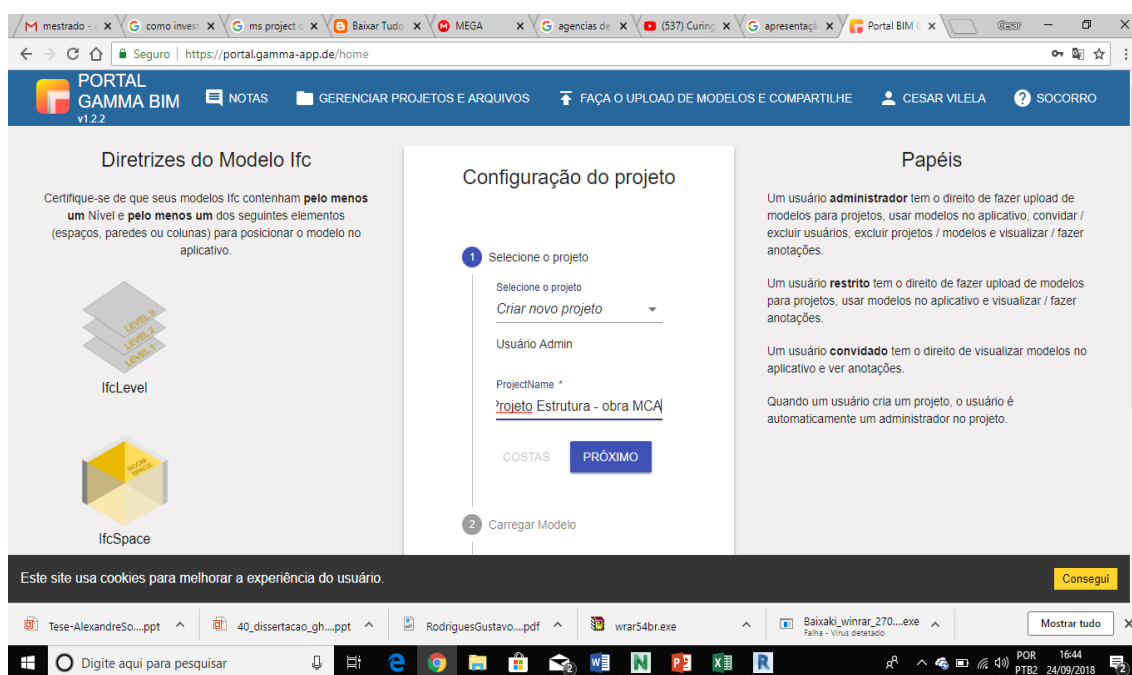 mestrado - c
como invest
ms project c
Baixar Tudo
MEGA
agencias de
(537) Curing
apresentaçã
Portal BIM C
Cesar
Seguro
https://portal.gamma-app.de/home
PORTAL
GAMMA BIM
v1.2.2
NOTAS
GERENCIAR PROJETOS E ARQUIVOS
FAÇA O UPLOAD DE MODELOS E COMPARTILHE
CESAR VILELA
SOCORRO
Diretrizes do Modelo Ifc
Certifique-se de que seus modelos Ifc contenham pelo menos
um Nível e pelo menos um dos seguintes elementos
(espaços, paredes ou colunas) para posicionar o modelo no
aplicativo.
LEVEL 3
LEVEL 2
LEVEL 1
IfcLevel
ROOM
SPACE
IfcSpace
Configuração do projeto
1 Selecione o projeto
Selecione o projeto
Criar novo projeto
Usuário Admin
ProjectName *
Projeto Estrutura - obra MCA
COSTAS
PRÓXIMO
2 Carregar Modelo
Papéis
Um usuário administrador tem o direito de fazer upload de
modelos para projetos, usar modelos no aplicativo, convidar /
excluir usuários, excluir projetos / modelos e visualizar / fazer
anotações.
Um usuário restrito tem o direito de fazer upload de modelos
para projetos, usar modelos no aplicativo e visualizar / fazer
anotações.
Um usuário convidado tem o direito de visualizar modelos no
aplicativo e ver anotações.
Quando um usuário cria um projeto, o usuário é
automaticamente um administrador no projeto.
Este site usa cookies para melhorar a experiência do usuário.
Consegui
Tese-AlexandreSo....ppt
40_dissertacao_gh....ppt
RodriguesGustavo....pdf
wrar54br.exe
Baixaki_winrar_270....exe
Falha - Vírus detetado
Mostrar tudo
Digite aqui para pesquisar
POR
PTB2
16:44
24/09/2018